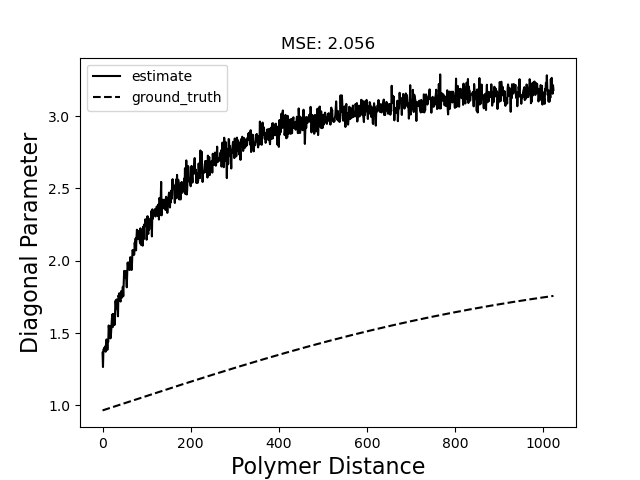 MSE: 2.056
estimate
ground_truth
Diagonal Parameter
3.0
2.5
2.0
1.5
1.0
0 200 400 600 800 1000
Polymer Distance